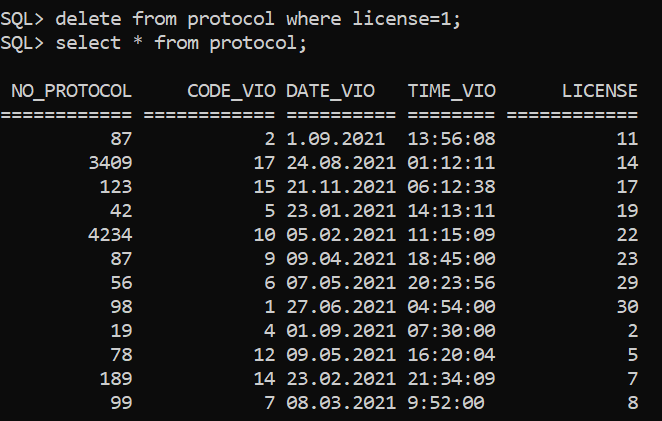 SQL> delete from protocol where license=1;
SQL> select * from protocol;
NO_PROTOCOL CODE_VIO DATE_VIO TIME_VIO LICENSE
============ ============ ========== ======== ============
87 2 1.09.2021 13:56:08 11
3409 17 24.08.2021 01:12:11 14
123 15 21.11.2021 06:12:38 17
42 5 23.01.2021 14:13:11 19
4234 10 05.02.2021 11:15:09 22
87 9 09.04.2021 18:45:00 23
56 6 07.05.2021 20:23:56 29
98 1 27.06.2021 04:54:00 30
19 4 01.09.2021 07:30:00 2
78 12 09.05.2021 16:20:04 5
189 14 23.02.2021 21:34:09 7
99 7 08.03.2021 9:52:00 8